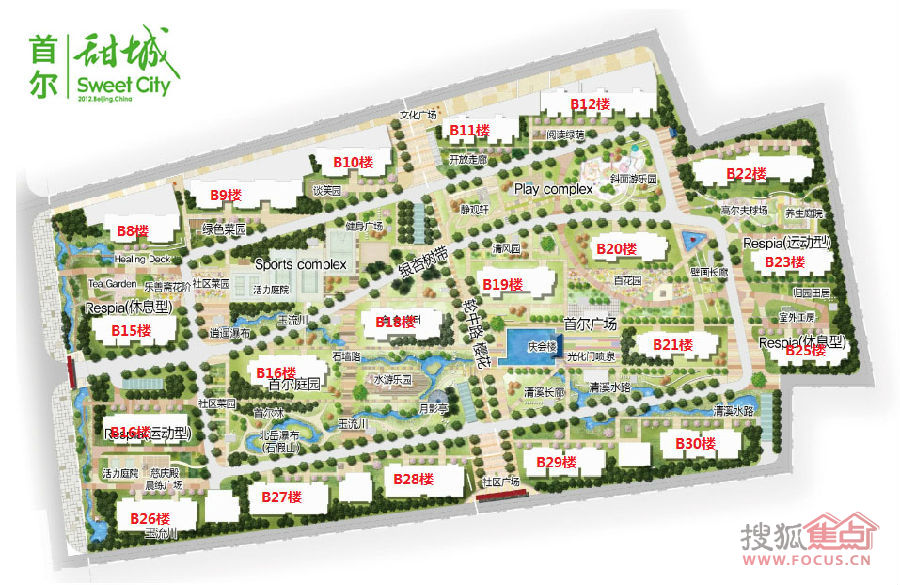 首尔
甜城
Sweet City
2012.Beijing.China
文化广场
B12楼
B11楼
阅读绿荫
开放走廊
B10楼
B22楼
斜面游乐园
Play complex
谈笑园
B9楼
静观轩
高尔夫球场
养生庭院
健身广场
绿色菜园
B8楼
清风园
Respia(运动型)
B20楼
银杏树带
Healing Deck
Sports complex
B23楼
壁面长廊
B19楼
百花园
Tea Garden
乐善斋花阶
社区菜园
活力庭院
归园田居
Respia(休息型)
室外工房
玉流川
B18楼
首尔广场
B15楼
逍遥瀑布
轮中路 樱花
Respia(休息型)
庆会楼
B21楼
B25楼
石墙路
光化门喷泉
B16楼
水游乐园
首尔庭园
清溪长廊
清溪水路
社区菜园
首尔林
月影亭
清溪水路
玉流川
B16楼
Respia(运动型)
北岳瀑布
(石假山)
B30楼
B29楼
活力庭院
慈庆殿
晨练广场
B28楼
社区广场
B27楼
B26楼
玉流川
搜狐焦点
WWW.FOCUS.CN